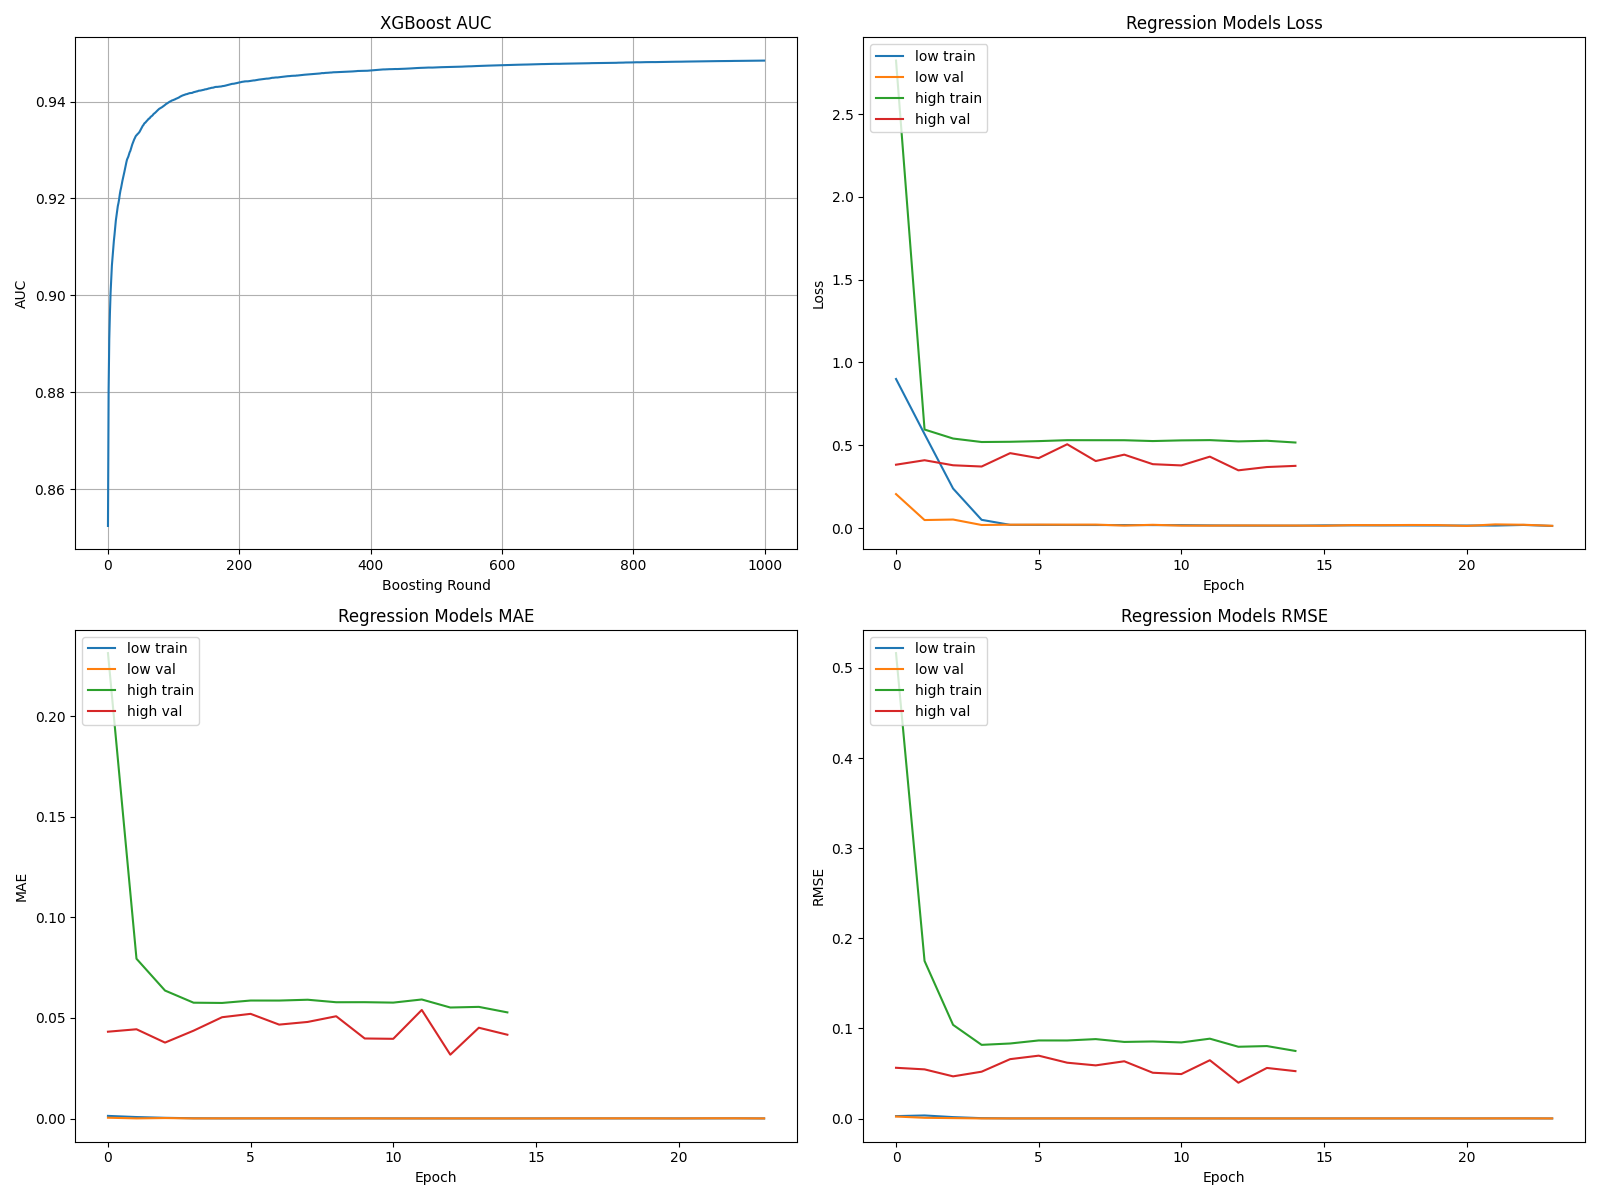 XGBoost AUC
AUC
0.94
0.92
0.90
0.88
0.86
0
200
400
600
800
1000
Boosting Round
Regression Models Loss
low train
low val
high train
high val
Loss
2.5
2.0
1.5
1.0
0.5
0.0
0
5
10
15
20
Epoch
Regression Models MAE
low train
low val
high train
high val
MAE
0.20
0.15
0.10
0.05
0.00
0
5
10
15
20
Epoch
Regression Models RMSE
low train
low val
high train
high val
RMSE
0.5
0.4
0.3
0.2
0.1
0.0
0
5
10
15
20
Epoch